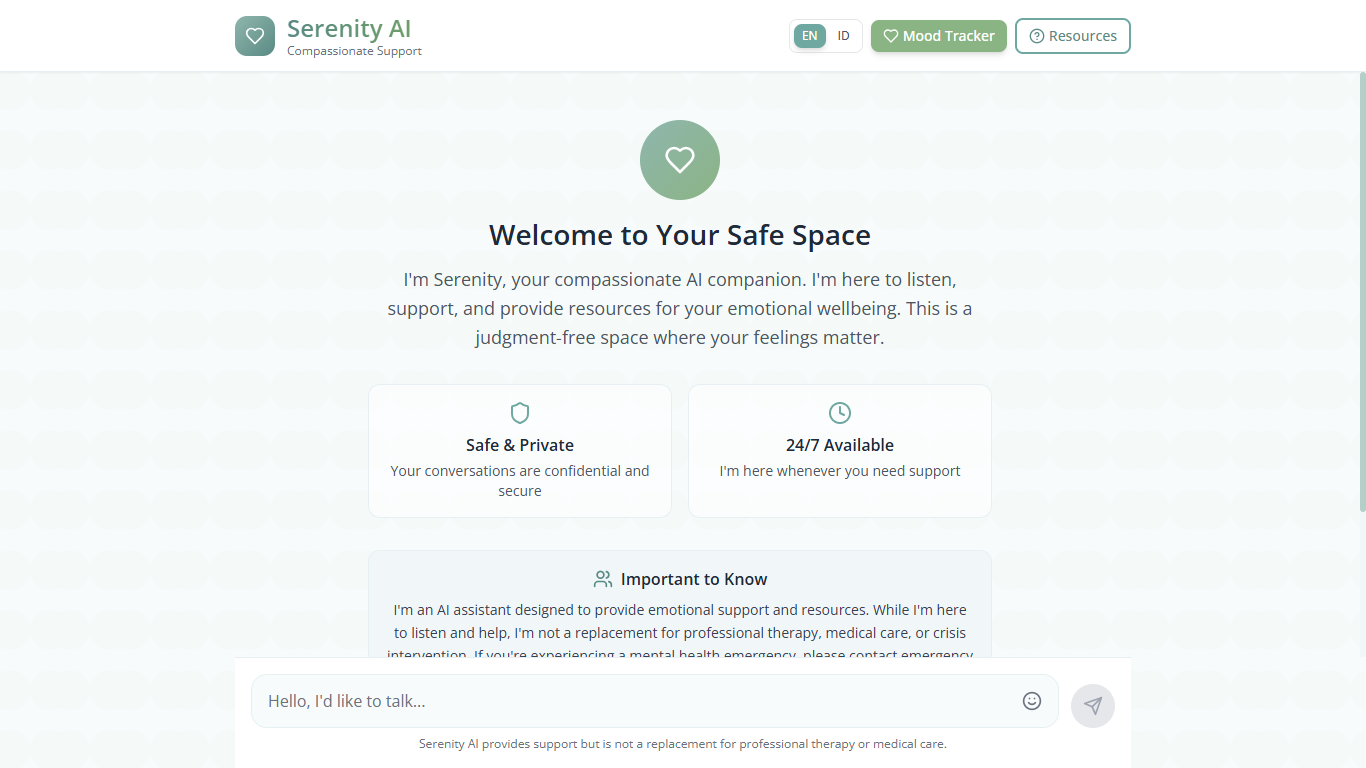 Serenity AI
Compassionate Support
EN
ID
Mood Tracker
Resources
Welcome to Your Safe Space
I'm Serenity, your compassionate AI companion. I'm here to listen,
support, and provide resources for your emotional wellbeing. This is a
judgment-free space where your feelings matter.
Safe & Private
Your conversations are confidential and
secure
24/7 Available
I'm here whenever you need support
Important to Know
I'm an AI assistant designed to provide emotional support and resources. While I'm here
to listen and help, I'm not a replacement for professional therapy, medical care, or crisis
intervention. If you're experiencing a mental health emergency, please contact emergency
Hello, I'd like to talk...
Serenity AI provides support but is not a replacement for professional therapy or medical care.